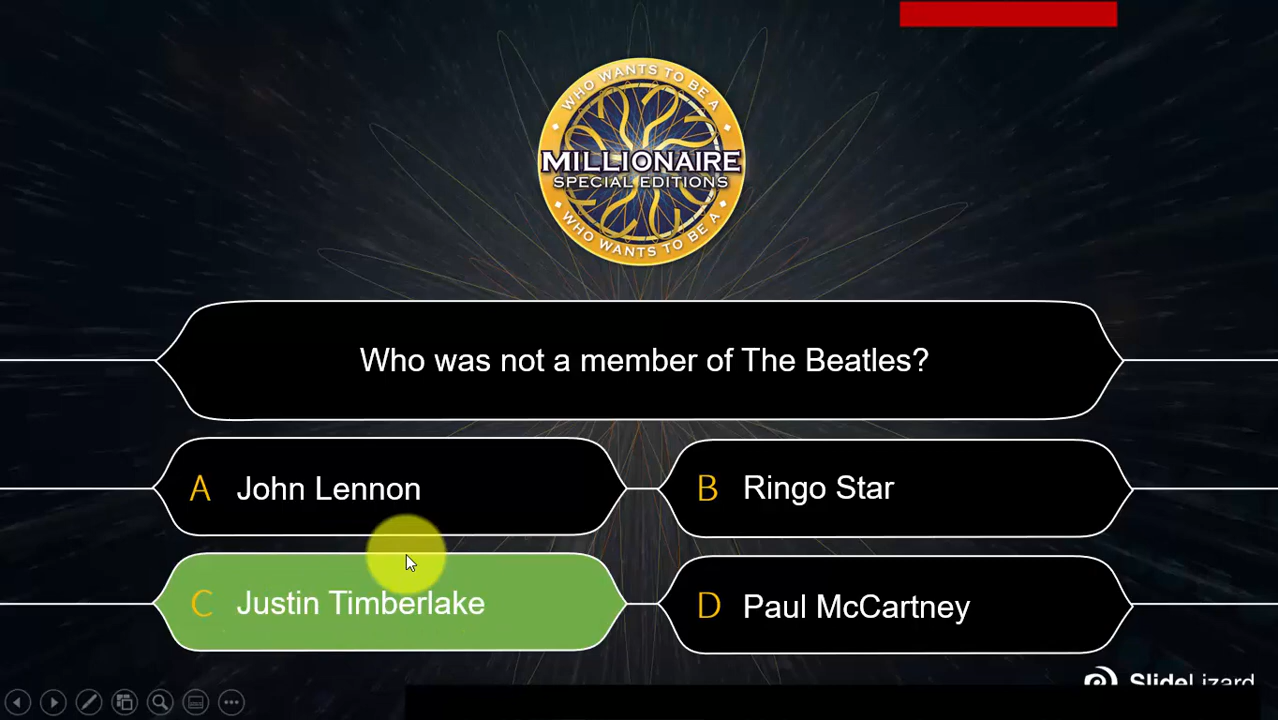 WHO WANTS TO BE A
MILLIONAIRE
SPECIAL EDITIONS
WHO WANTS TO BE A
Who was not a member of The Beatles?
A John Lennon
B Ringo Star
C Justin Timberlake
D Paul McCartney
SlideLizard